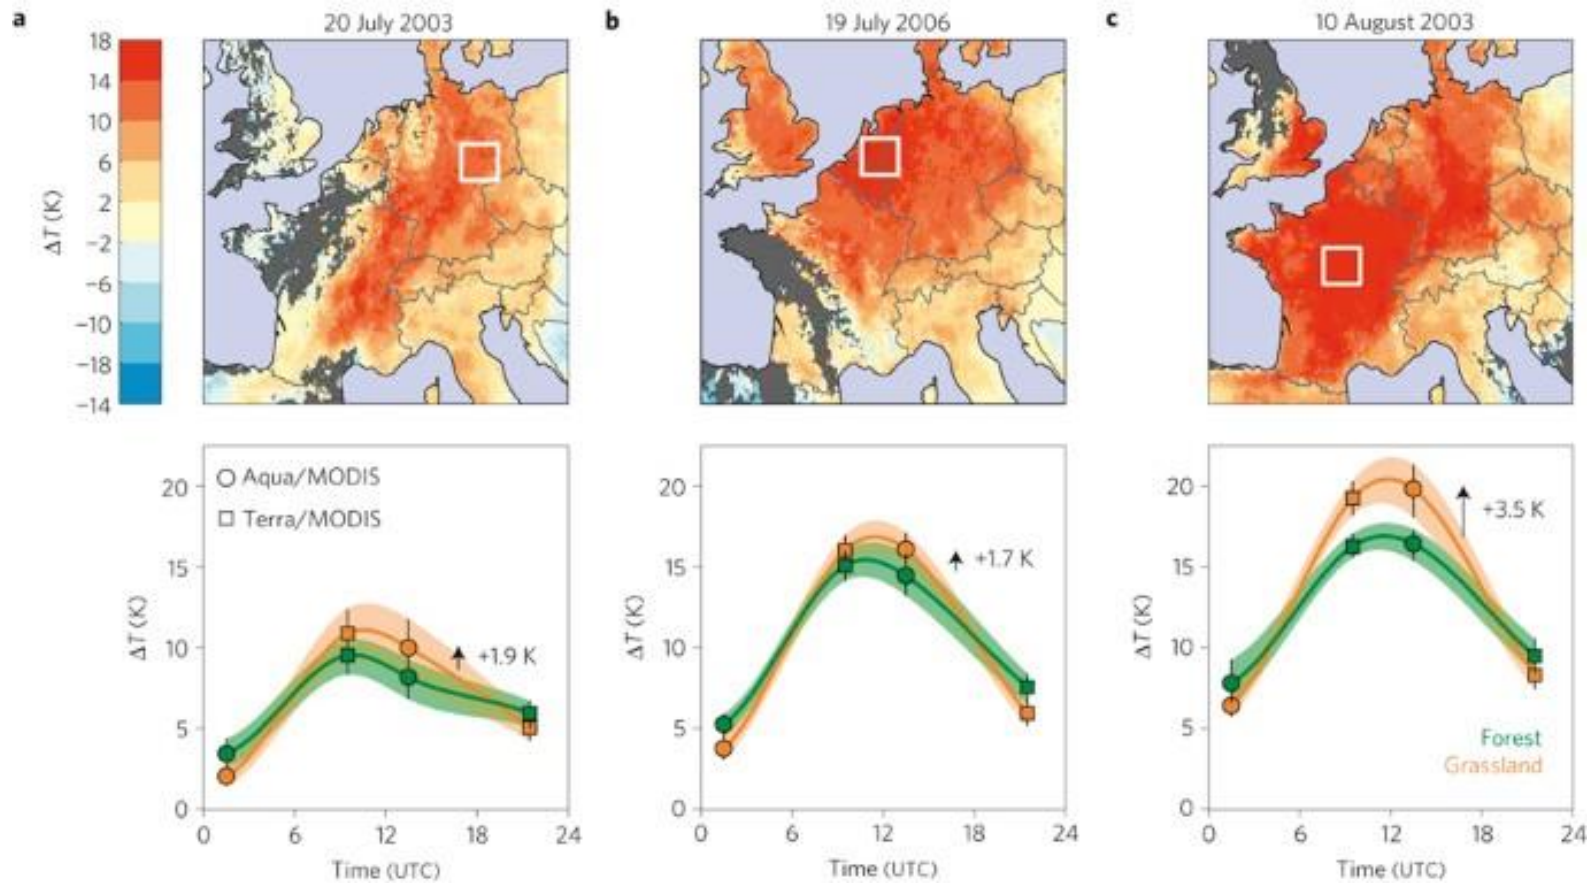 a
20 July 2003
b
19 July 2006
c
10 August 2003
18
14
10
6
2
−2
−6
−10
−18
−14
ΔT (K)
Aqua/MODIS
Terra/MODIS
20
15
10
5
0
ΔT (K)
+1.9 K
0 6 12 18 24
Time (UTC)
20
15
10
5
0
ΔT (K)
+1.7 K
0 6 12 18 24
Time (UTC)
20
15
10
5
0
ΔT (K)
+3.5 K
Forest
Grassland
0 6 12 18 24
Time (UTC)